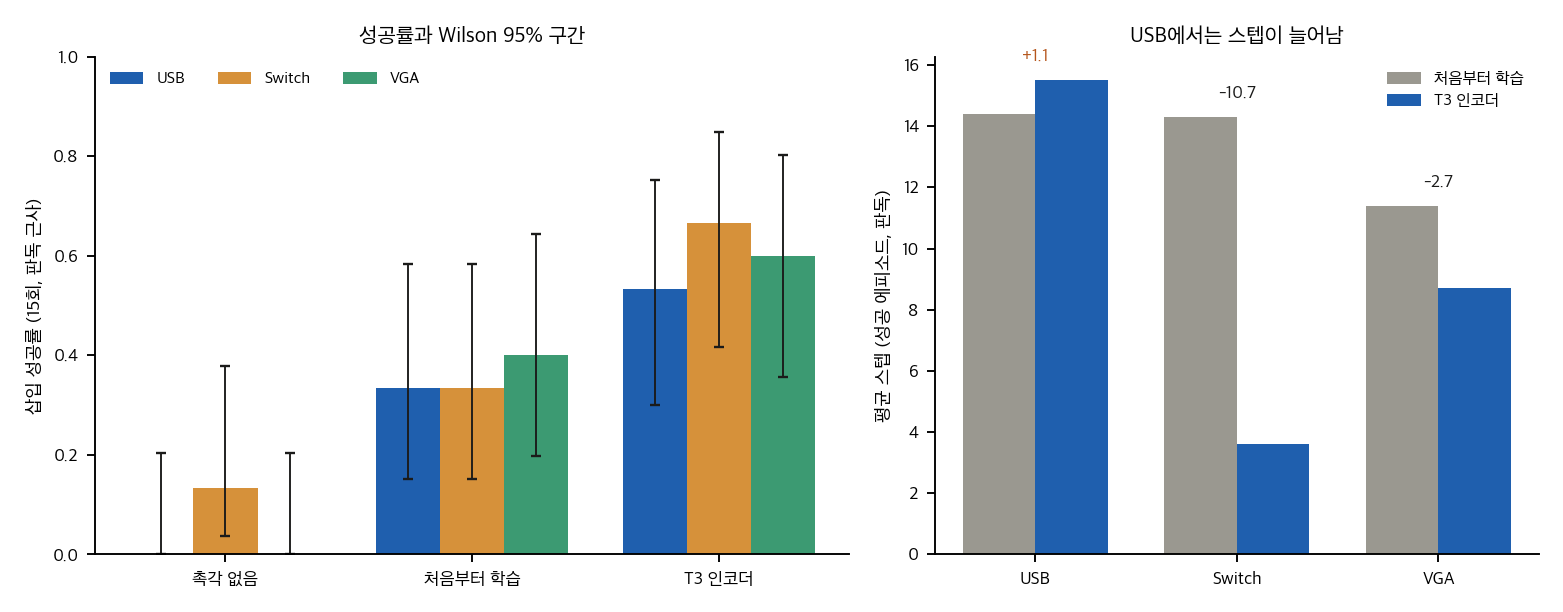 성공률과 Wilson 95% 구간
USB
Switch
VGA
삽입 성공률 (15회, 판독 근사)
1.0
0.8
0.6
0.4
0.2
0.0
촉각 없음
처음부터 학습
T3 인코더
USB에서는 스텝이 늘어남
+1.1
-10.7
-2.7
처음부터 학습
T3 인코더
평균 스텝 (성공 에피소드, 판독)
16
14
12
10
8
6
4
2
0
USB
Switch
VGA